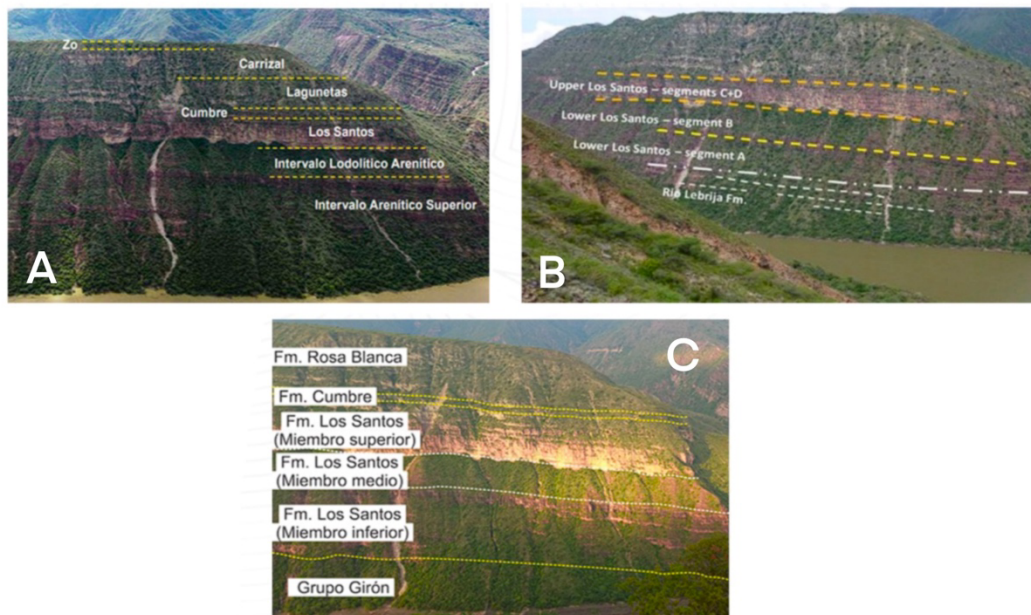 Zo
Carrizal
Lagunetas
Cumbre
Los Santos
Intervalo Lodolítico Arenítico
Intervalo Arenítico Superior
A
Upper Los Santos – segments C+D
Lower Los Santos – segment B
Lower Los Santos – segment A
Río Lebrija Fm.
B
C
Fm. Rosa Blanca
Fm. Cumbre
Fm. Los Santos
(Miembro superior)
Fm. Los Santos
(Miembro medio)
Fm. Los Santos
(Miembro inferior)
Grupo Girón